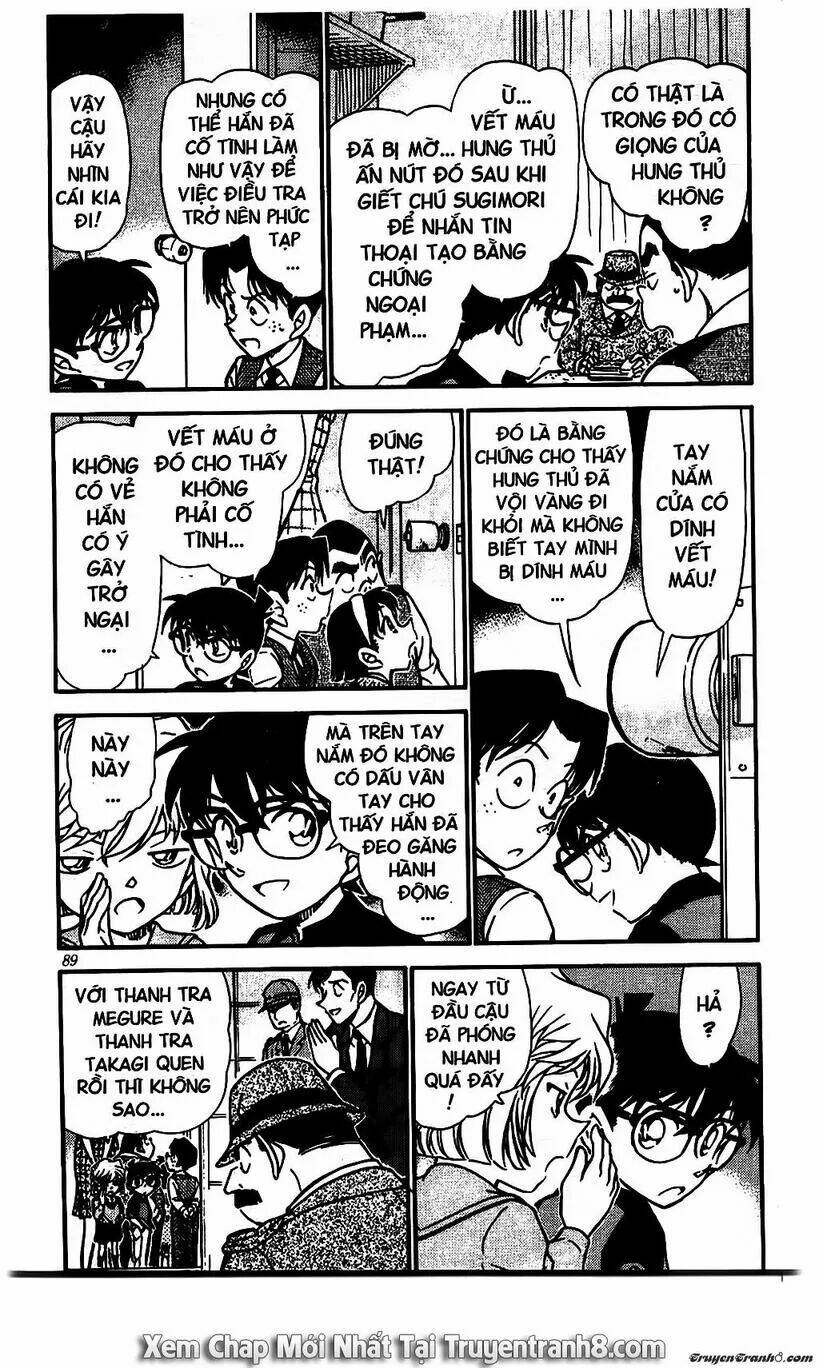 CÓ THẬT LÀ
TRONG ĐÓ CÓ
GIỌNG CỦA
HUNG THỦ
KHÔNG
?
Ừ...
VẾT MÁU
ĐÃ BỊ MỜ... HUNG THỦ
ẤN NÚT ĐÓ SAU KHI
GIẾT CHÚ SUGIMORI
ĐỂ NHẮN TIN
THOẠI TẠO BẰNG
CHỨNG
NGOẠI
PHẠM...
NHƯNG CÓ
THỂ HẮN ĐÃ
CỐ TÌNH LÀM
NHƯ VẬY ĐỂ
VIỆC ĐIỀU TRA
TRỞ NÊN PHỨC
TẠP
...
VẬY
CẬU
HÃY
NHÌN
CÁI KIA
ĐI!
TAY
NẮM
CỬA CÓ
DÍNH
VẾT
MÁU!
ĐÓ LÀ BẰNG
CHỨNG CHO THẤY
HUNG THỦ ĐÃ
VỘI VÀNG ĐI
KHỎI MÀ KHÔNG
BIẾT TAY MÌNH
BỊ DÍNH MÁU
...
ĐÚNG
THẬT!
VẾT MÁU Ở
ĐÓ CHO THẤY
KHÔNG
PHẢI CỐ
TÌNH...
KHÔNG
CÓ VẺ
HẮN
CÓ Ý
GÂY
TRỞ
NGẠI
...
MÀ TRÊN TAY
NẮM ĐÓ KHÔNG
CÓ DẤU VÂN
TAY CHO
THẤY HẮN ĐÃ
ĐEO GĂNG
HÀNH
ĐỘNG
...
NÀY
NÀY
...
89
HẢ
?
NGAY TỪ
ĐẦU CẬU
ĐÃ PHÓNG
NHANH
QUÁ ĐẤY
!
VỚI THANH TRA
MEGURE VÀ
THANH TRA
TAKAGI QUEN
RỒI THÌ KHÔNG
SAO...
Xem Chap Mới Nhất Tại Truyentranh8.com
TruyenTranh8.com